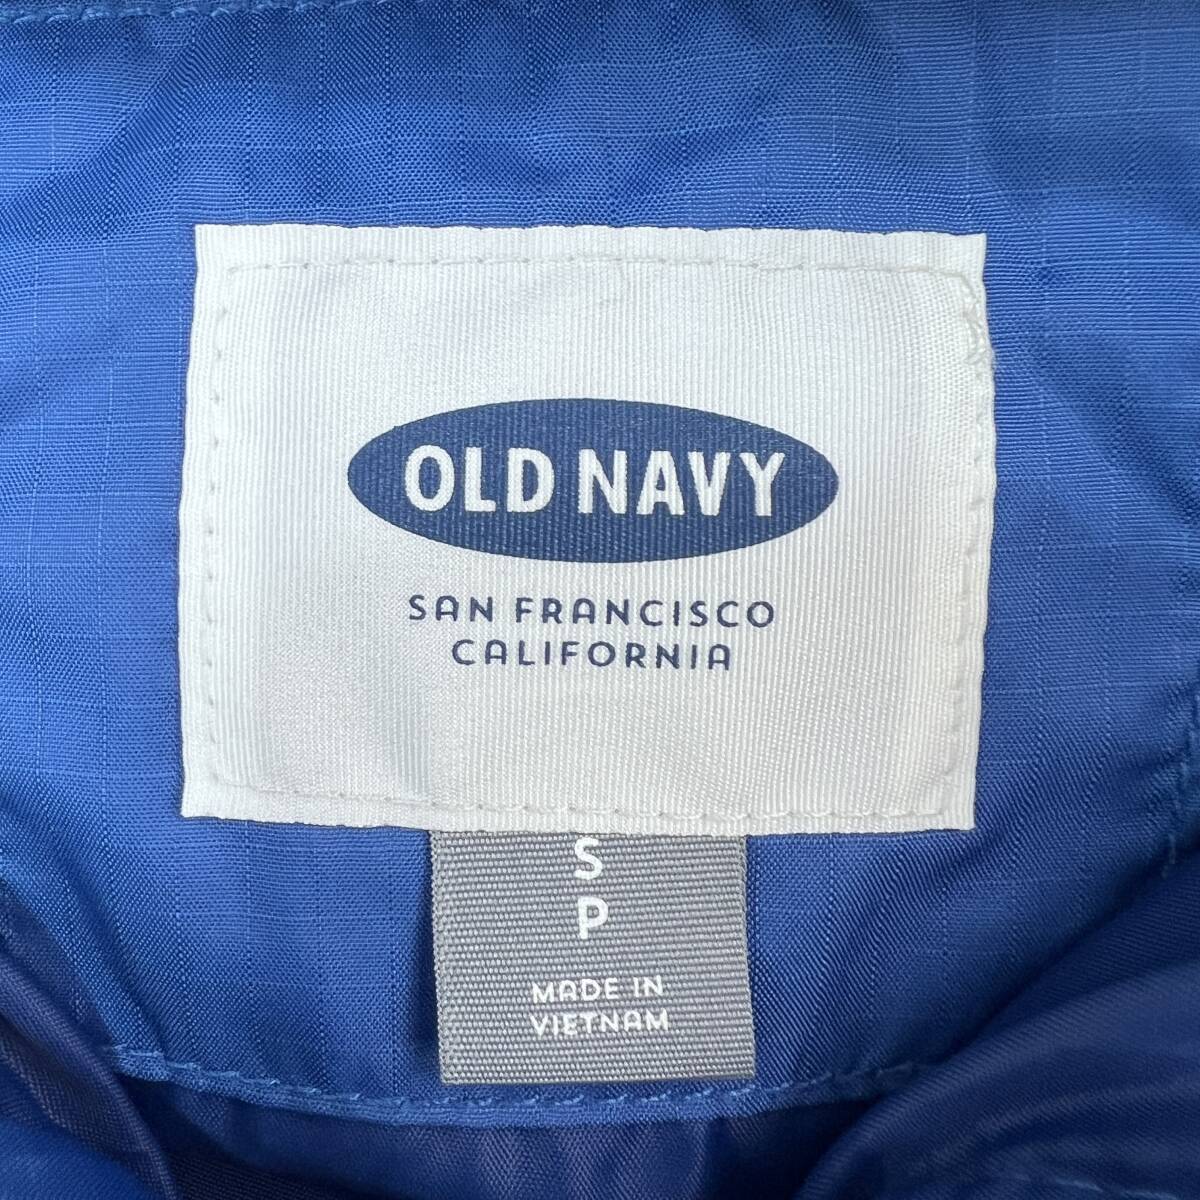 OLD NAVY
SAN FRANCISCO
CALIFORNIA
S
P
MADE IN
VIETNAM